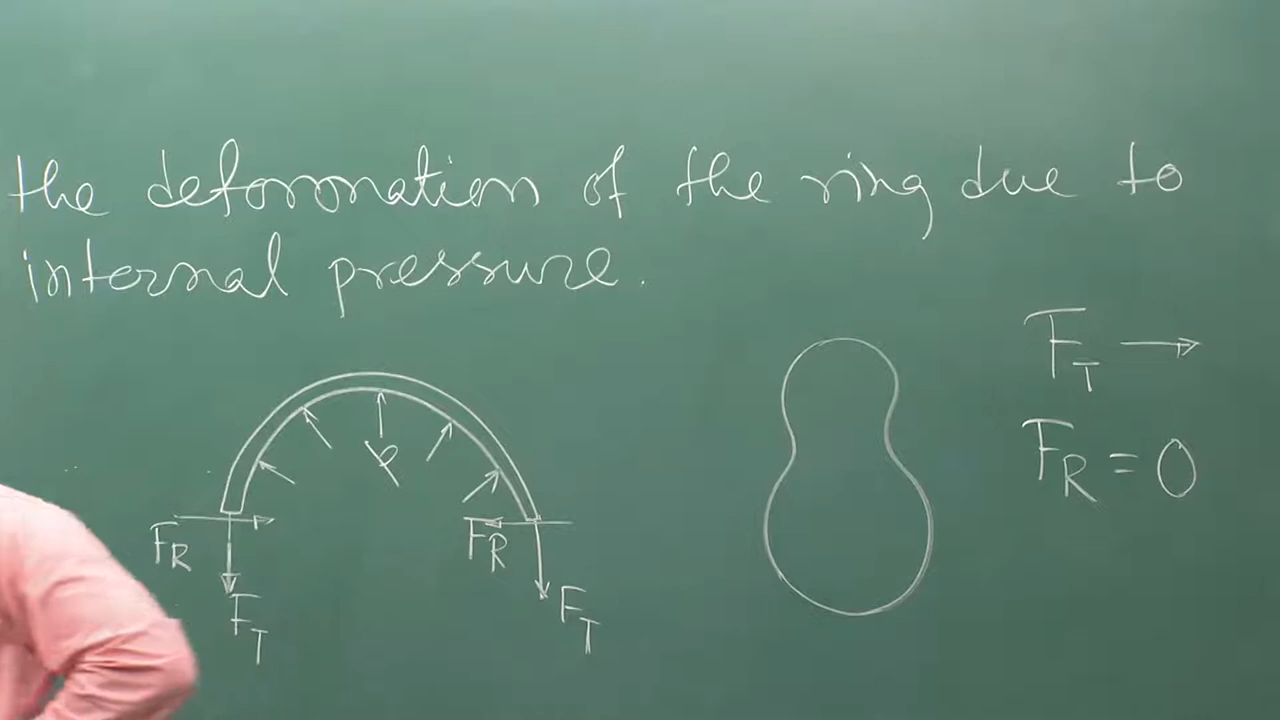 the deformation of the ring due to
internal pressure.
F_T →
F_R = 0
p
F_R
F_R
F_T
F_T